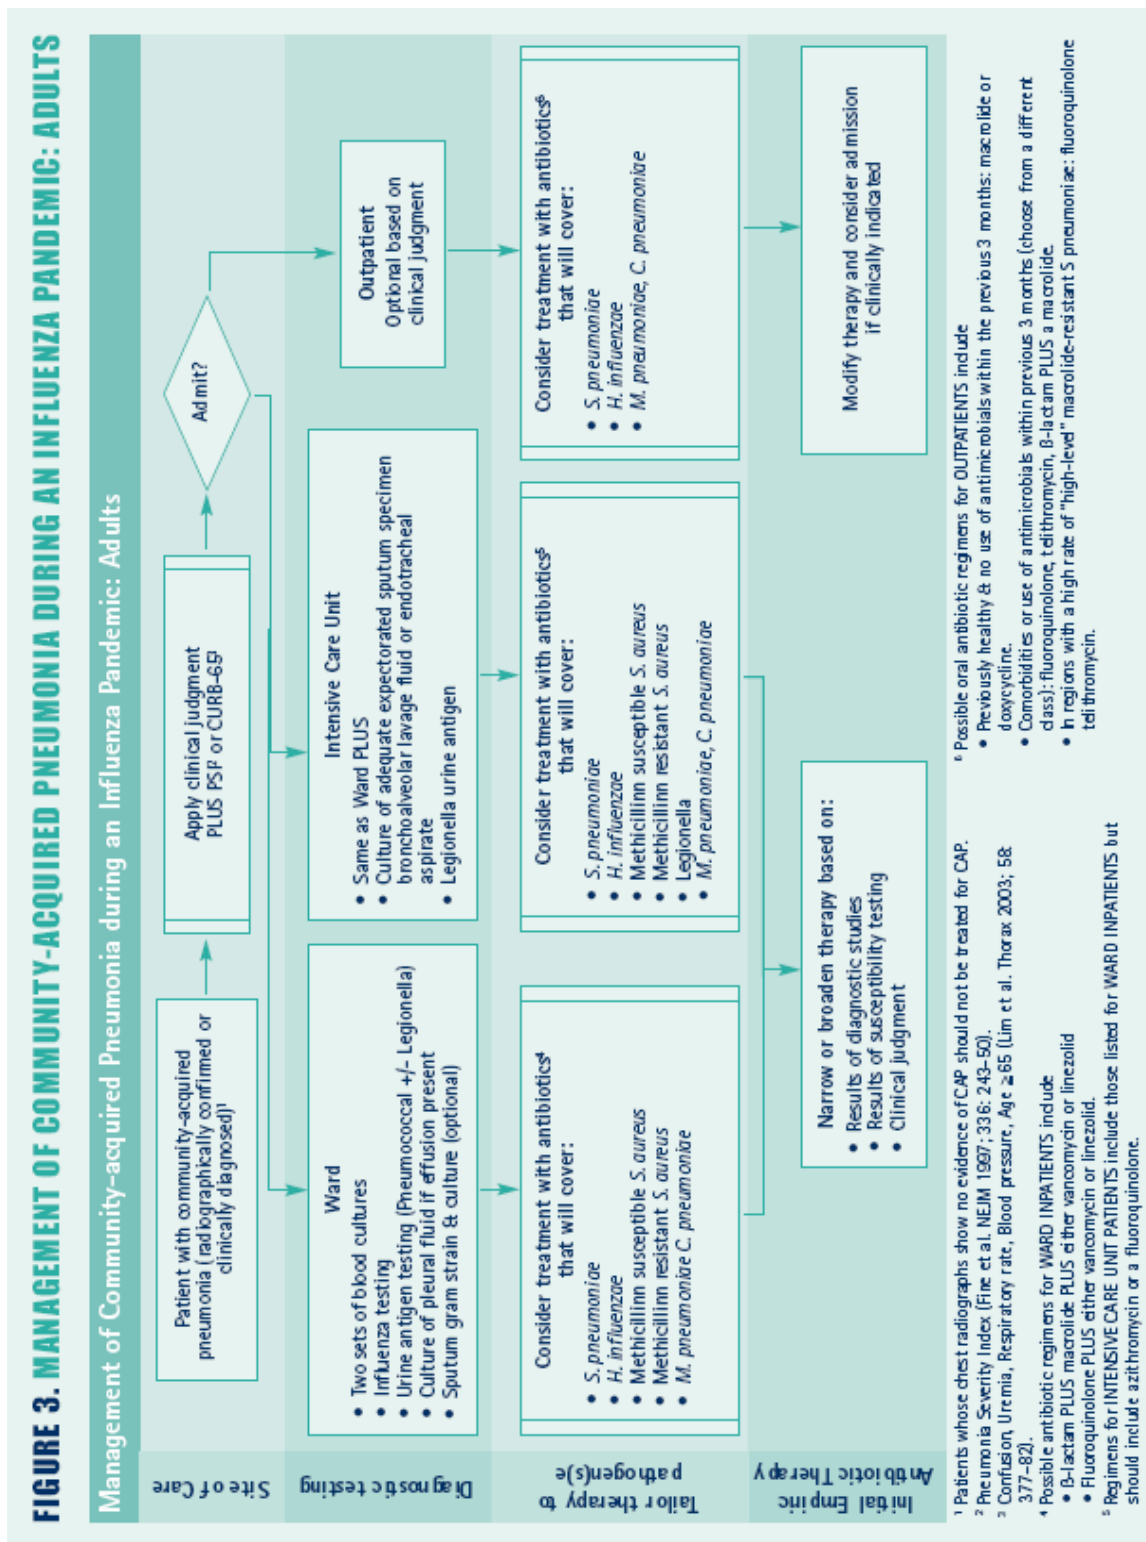 FIGURE 3. MANAGEMENT OF COMMUNITY-ACQUIRED PNEUMONIA DURING AN INFLUENZA PANDEMIC: ADULTS
Management of Community-acquired Pneumonia during an Influenza Pandemic: Adults
Site of Care
Patient with community-acquired
pneumonia (radiographically confirmed or
clinically diagnosed)¹
Apply clinical judgment
PLUS PSI² or CURB-65³
Admit?
Diagnostic testing
Ward
• Two sets of blood cultures
• Influenza testing
• Urine antigen testing (Pneumococcal +/- Legionella)
• Culture of pleural fluid if effusion present
• Sputum gram strain & culture (optional)
Intensive Care Unit
• Same as Ward PLUS
• Culture of adequate expectorated sputum specimen
bronchoalveolar lavage fluid or endotracheal
aspirate
• Legionella urine antigen
Outpatient
Optional based on
clinical judgment
Tailor therapy to
pathogen(s)e
Consider treatment with antibiotics⁴
that will cover:
• S. pneumoniae
• H. influenzae
• Methicillinn susceptible S. aureus
• Methicillinn resistant S. aureus
• M. pneumoniae C. pneumoniae
Consider treatment with antibiotics⁵
that will cover:
• S. pneumoniae
• H. influenzae
• Methicillinn susceptible S. aureus
• Methicillinn resistant S. aureus
• Legionella
• M. pneumoniae, C. pneumoniae
Consider treatment with antibiotics⁶
that will cover:
• S. pneumoniae
• H. influenzae
• M. pneumoniae, C. pneumoniae
Initial Empiric
Antibiotic Therapy
Narrow or broaden therapy based on:
• Results of diagnostic studies
• Results of susceptibility testing
• Clinical judgment
Modify therapy and consider admission
if clinically indicated
¹ Patients whose chest radiographs show no evidence of CAP should not be treated for CAP.
² Pneumonia Severity Index (Fine et al. NEJM 1997; 336: 243-50).
³ Confusion, Uremia, Respiratory rate, Blood pressure, Age ≥ 65 (Lim et al. Thorax 2003; 58:
377-82).
⁴ Possible antibiotic regimens for WARD INPATIENTS include
• ß-lactam PLUS macrolide PLUS either vancomycin or linezolid
• Fluoroquinolone PLUS either vancomycin or linezolid.
⁵ Regimens for INTENSIVE CARE UNIT PATIENTS include those listed for WARD INPATIENTS but
should include azithromycin or a fluoroquinolone.
⁶ Possible oral antibiotic regimens for OUTPATIENTS include
• Previously healthy & no use of antimicrobials within the previous 3 months: macrolide or
doxycycline.
• Comorbidities or use of antimicrobials within previous 3 months (choose from a different
class): fluoroquinolone, telithromycin, ß-lactam PLUS a macrolide.
• In regions with a high rate of "high-level" macrolide-resistant S pneumoniae: fluoroquinolone
telithromycin.